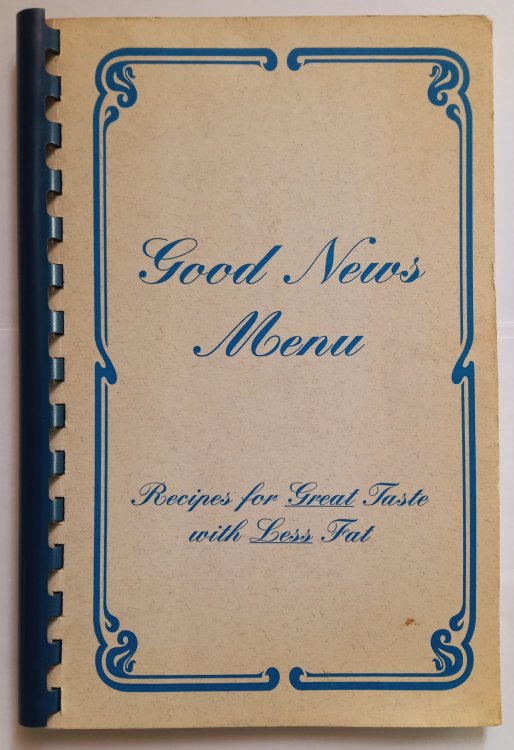 Good News
Menu
Recipes for Great Taste
with Less Fat